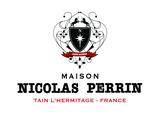 MAISON
NICOLAS PERRIN
TAIN L'HERMITAGE - FRANCE